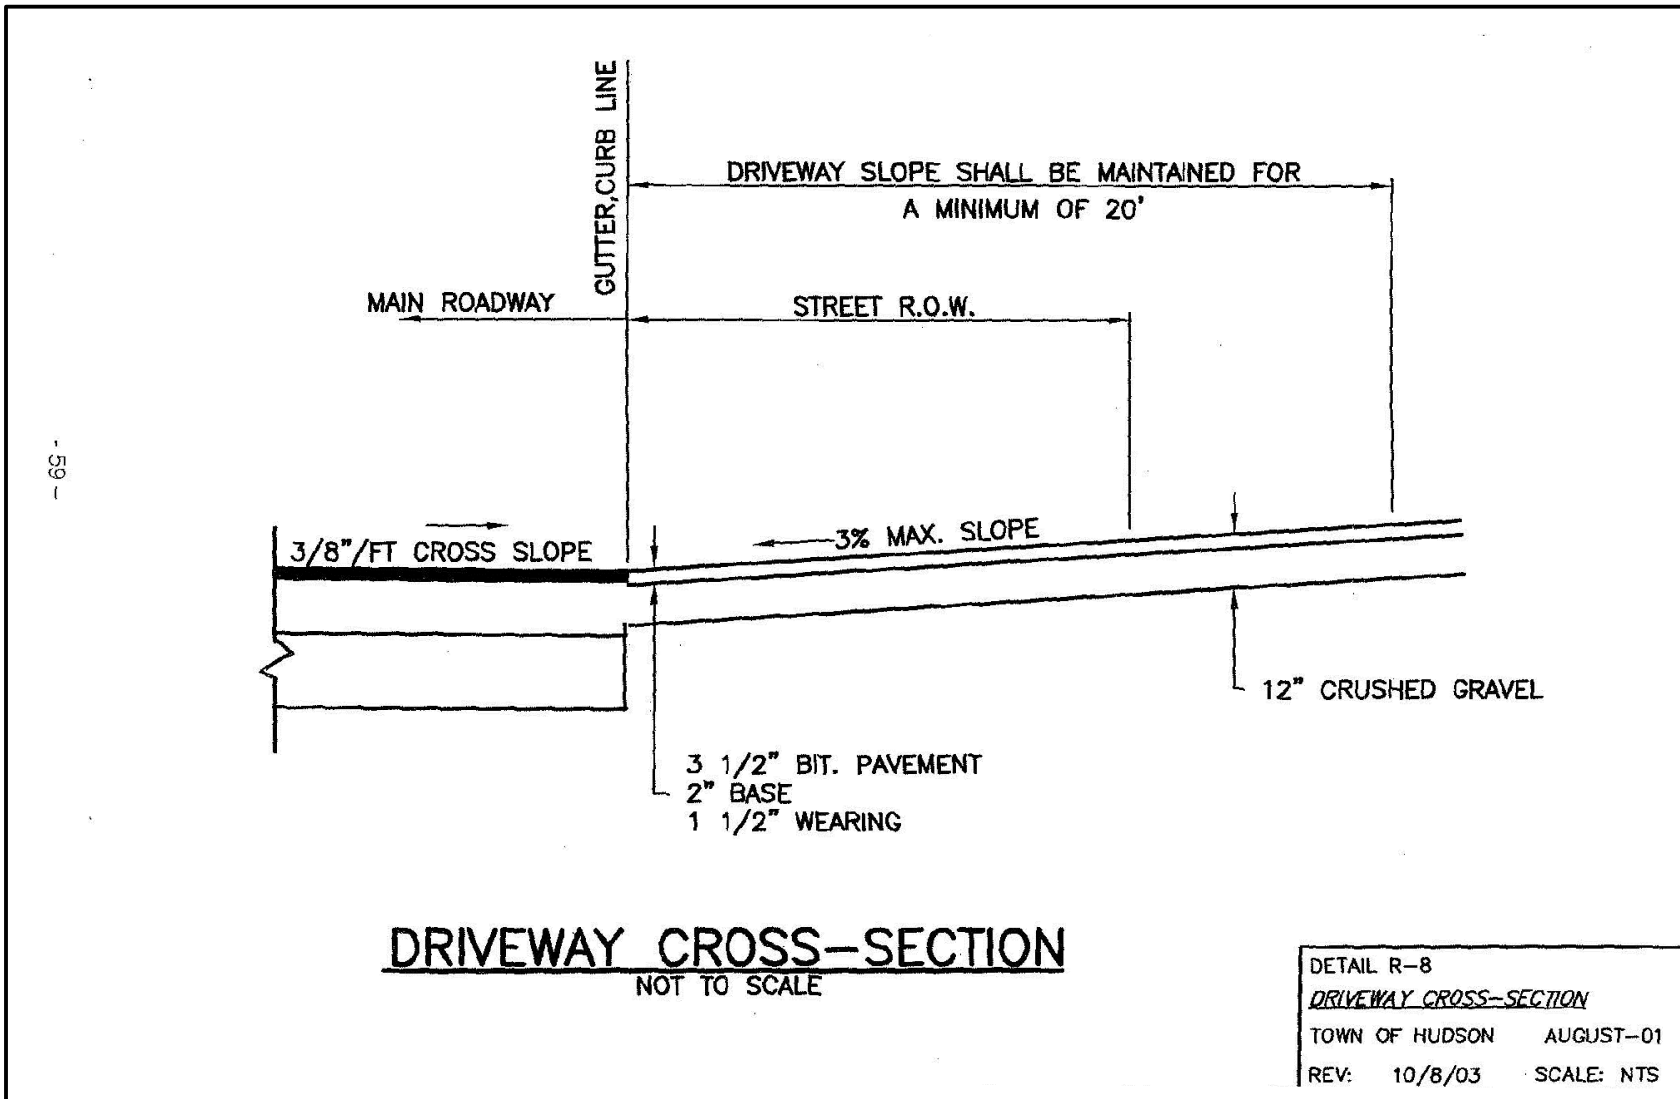 GUTTER,CURB LINE
DRIVEWAY SLOPE SHALL BE MAINTAINED FOR
A MINIMUM OF 20'
MAIN ROADWAY
STREET R.O.W.
- 59 -
3/8"/FT CROSS SLOPE
3% MAX. SLOPE
12" CRUSHED GRAVEL
3 1/2" BIT. PAVEMENT
2" BASE
1 1/2" WEARING
DRIVEWAY CROSS-SECTION
NOT TO SCALE
DETAIL R-8
DRIVEWAY CROSS-SECTION
TOWN OF HUDSON AUGUST-01
REV: 10/8/03 SCALE: NTS